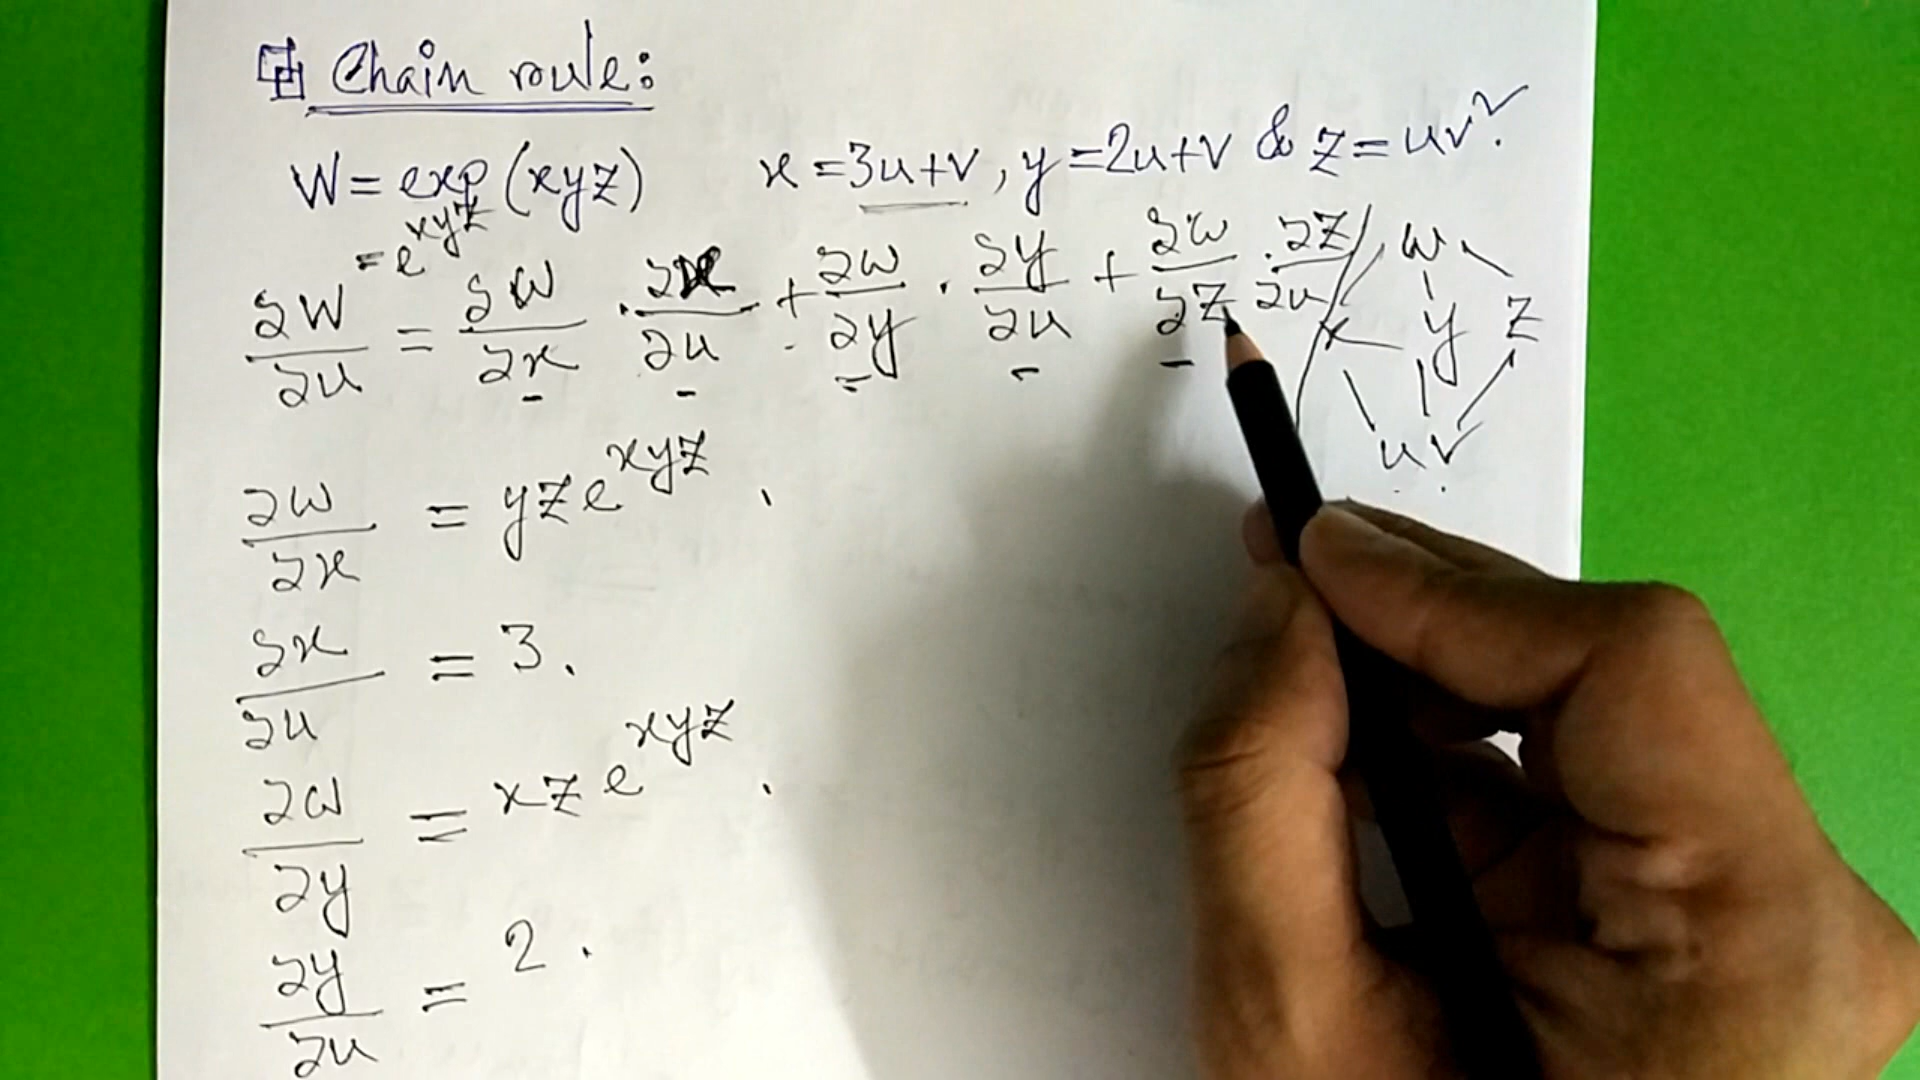 Chain rule:
W = exp(xyz) x = 3u+v, y = 2u+v & z = uv².
= e^xyz
∂W/∂u = ∂W/∂x · ∂x/∂u + ∂w/∂y · ∂y/∂u + ∂w/∂z · ∂z/∂u
w
x y z
u v
∂w/∂x = yz e^xyz .
∂x/∂u = 3 .
∂w/∂y = xz e^xyz .
∂y/∂u = 2 .